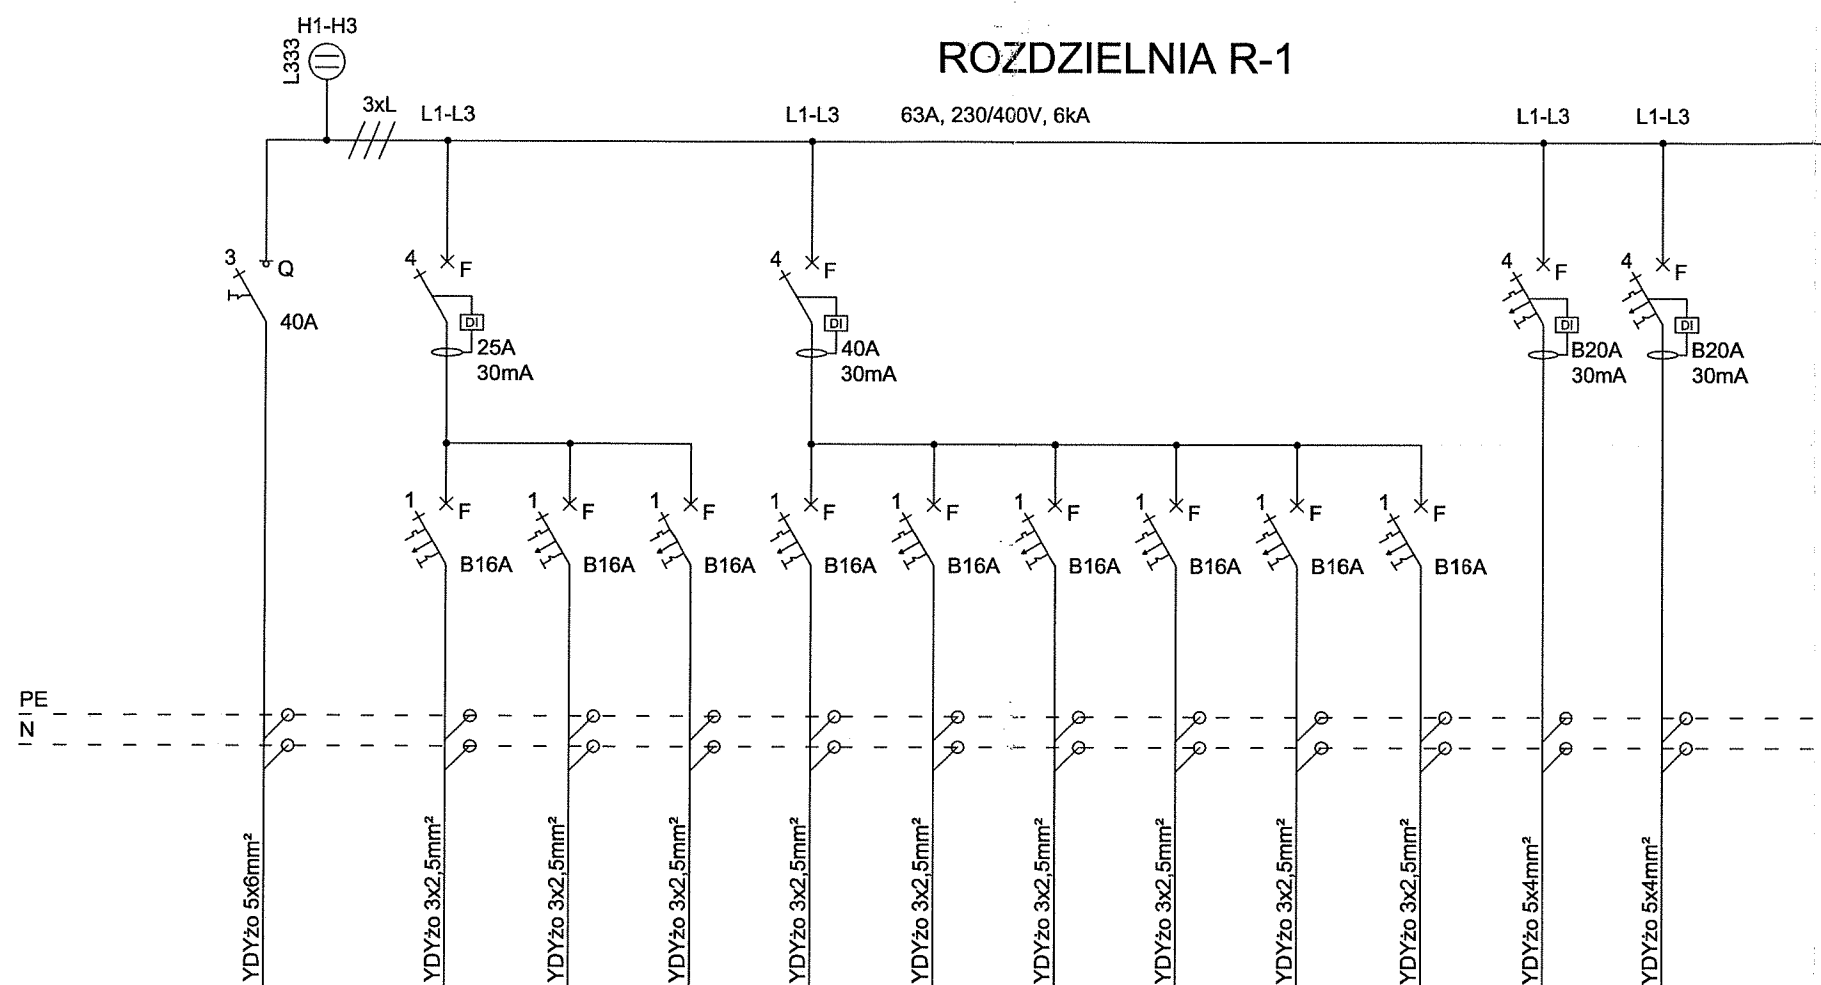 H1-H3
L333
ROZDZIELNIA R-1
3xL
L1-L3
L1-L3
63A, 230/400V, 6kA
L1-L3
L1-L3
3
Q
40A
4
F
DI
25A
30mA
4
F
DI
40A
30mA
4
F
DI
B20A
30mA
4
F
DI
B20A
30mA
1
F
B16A
1
F
B16A
1
F
B16A
1
F
B16A
1
F
B16A
1
F
B16A
1
F
B16A
1
F
B16A
1
F
B16A
PE
N
YDYżo 5x6mm²
YDYżo 3x2,5mm²
YDYżo 3x2,5mm²
YDYżo 3x2,5mm²
YDYżo 3x2,5mm²
YDYżo 3x2,5mm²
YDYżo 3x2,5mm²
YDYżo 3x2,5mm²
YDYżo 3x2,5mm²
YDYżo 3x2,5mm²
YDYżo 5x4mm²
YDYżo 5x4mm²